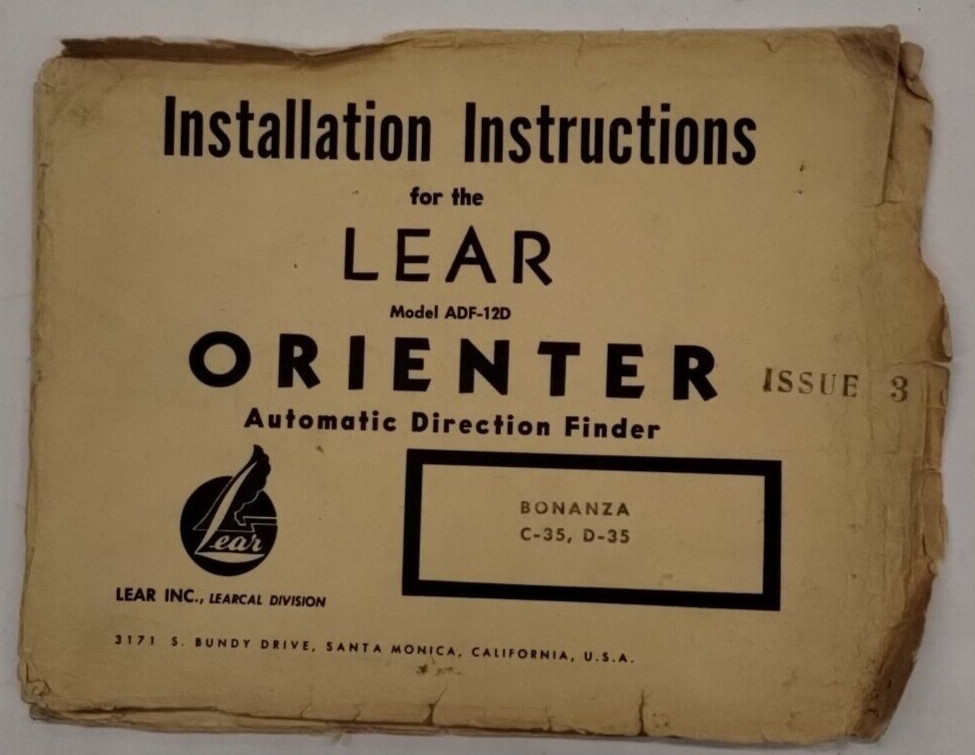 Installation Instructions
for the
LEAR
Model ADF-12D
ORIENTER
ISSUE 3
Automatic Direction Finder
Lear
BONANZA
C-35, D-35
LEAR INC., LEARCAL DIVISION
3171 S. BUNDY DRIVE, SANTA MONICA, CALIFORNIA, U.S.A.